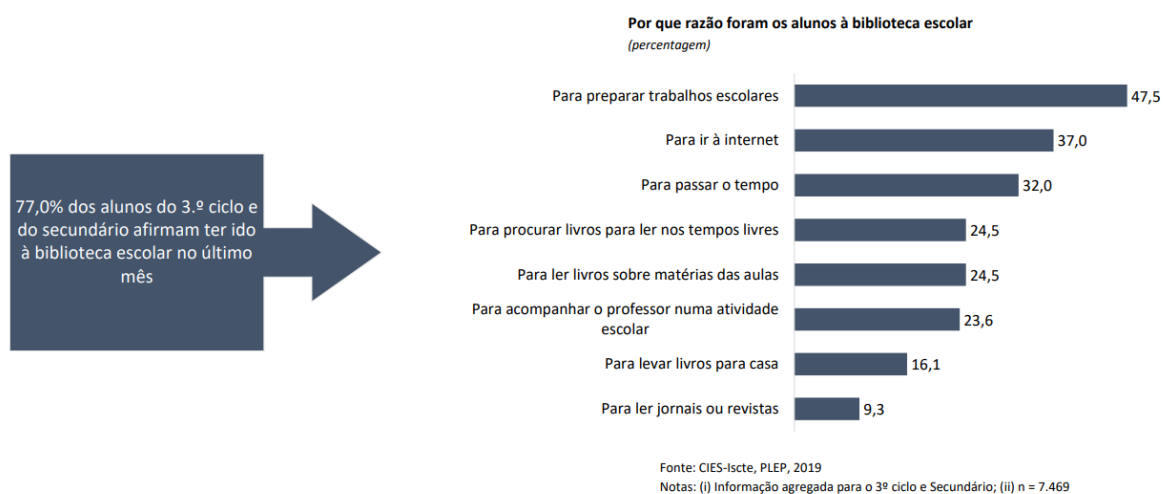 Por que razão foram os alunos à biblioteca escolar
(percentagem)
77,0% dos alunos do 3.º ciclo e
do secundário afirmam ter ido
à biblioteca escolar no último
mês
Para preparar trabalhos escolares 47,5
Para ir à internet 37,0
Para passar o tempo 32,0
Para procurar livros para ler nos tempos livres 24,5
Para ler livros sobre matérias das aulas 24,5
Para acompanhar o professor numa atividade
escolar 23,6
Para levar livros para casa 16,1
Para ler jornais ou revistas 9,3
Fonte: CIES-Iscte, PLEP, 2019
Notas: (i) Informação agregada para o 3º ciclo e Secundário; (ii) n = 7.469